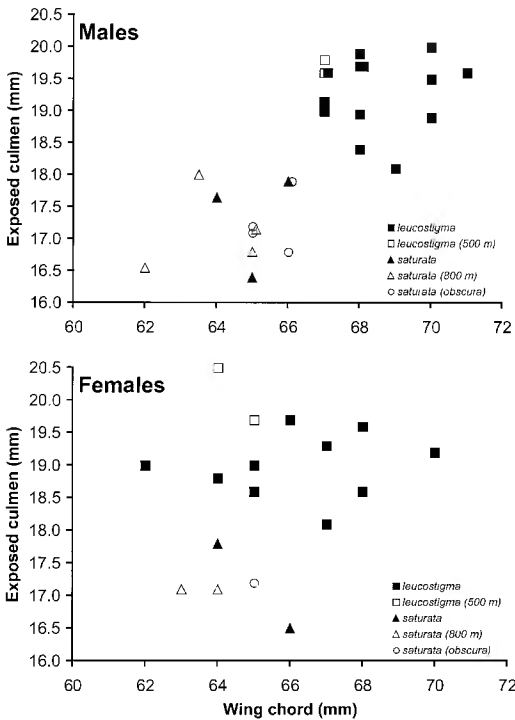 Males
Exposed culmen (mm)
20.5
20.0
19.5
19.0
18.5
18.0
17.5
17.0
16.5
16.0
60 62 64 66 68 70 72
leucostigma
leucostigma (500 m)
saturata
saturata (800 m)
saturata (obscura)
Females
Exposed culmen (mm)
20.5
20.0
19.5
19.0
18.5
18.0
17.5
17.0
16.5
16.0
60 62 64 66 68 70 72
leucostigma
leucostigma (500 m)
saturata
saturata (800 m)
saturata (obscura)
Wing chord (mm)